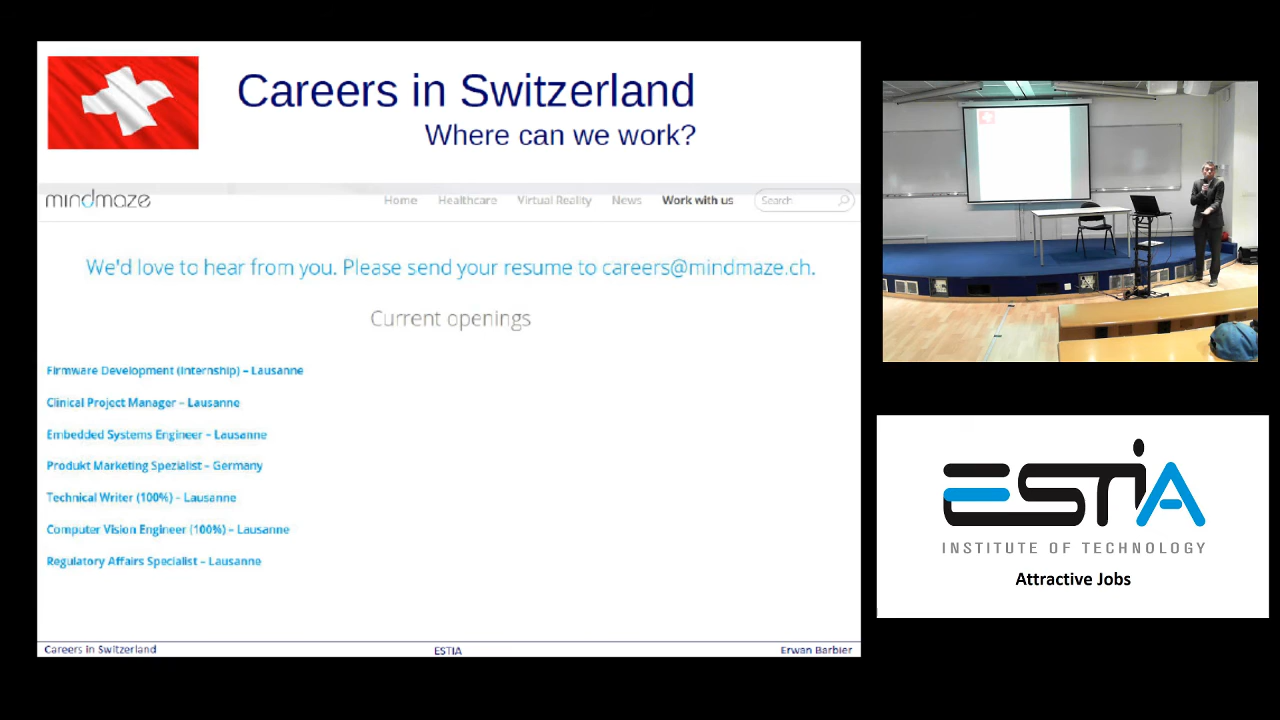 Careers in Switzerland
Where can we work?
mindmaze
Home Healthcare Virtual Reality News Work with us Search
We'd love to hear from you. Please send your resume to careers@mindmaze.ch.
Current openings
Firmware Development (Internship) – Lausanne
Clinical Project Manager – Lausanne
Embedded Systems Engineer – Lausanne
Produkt Marketing Spezialist – Germany
Technical Writer (100%) – Lausanne
Computer Vision Engineer (100%) – Lausanne
Regulatory Affairs Specialist – Lausanne
Careers in Switzerland ESTIA Erwan Barbier
ESTIA
INSTITUTE OF TECHNOLOGY
Attractive Jobs